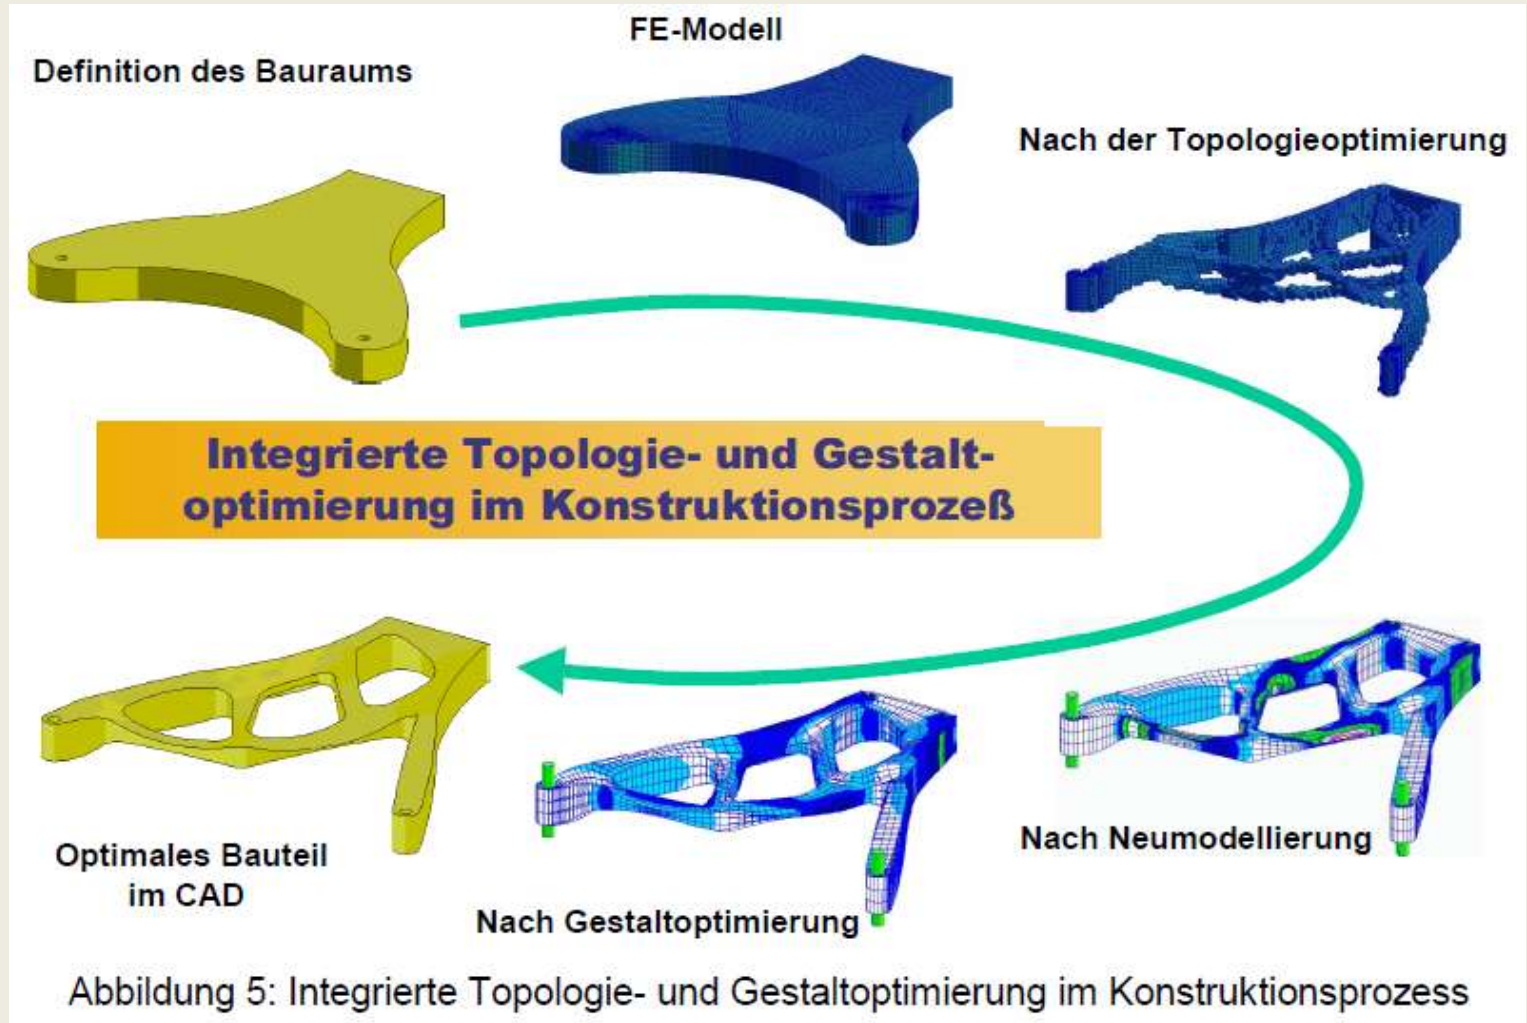 FE-Modell
Definition des Bauraums
Nach der Topologieoptimierung
Integrierte Topologie- und Gestalt-
optimierung im Konstruktionsprozeß
Optimales Bauteil
im CAD
Nach Gestaltoptimierung
Nach Neumodellierung
Abbildung 5: Integrierte Topologie- und Gestaltoptimierung im Konstruktionsprozess